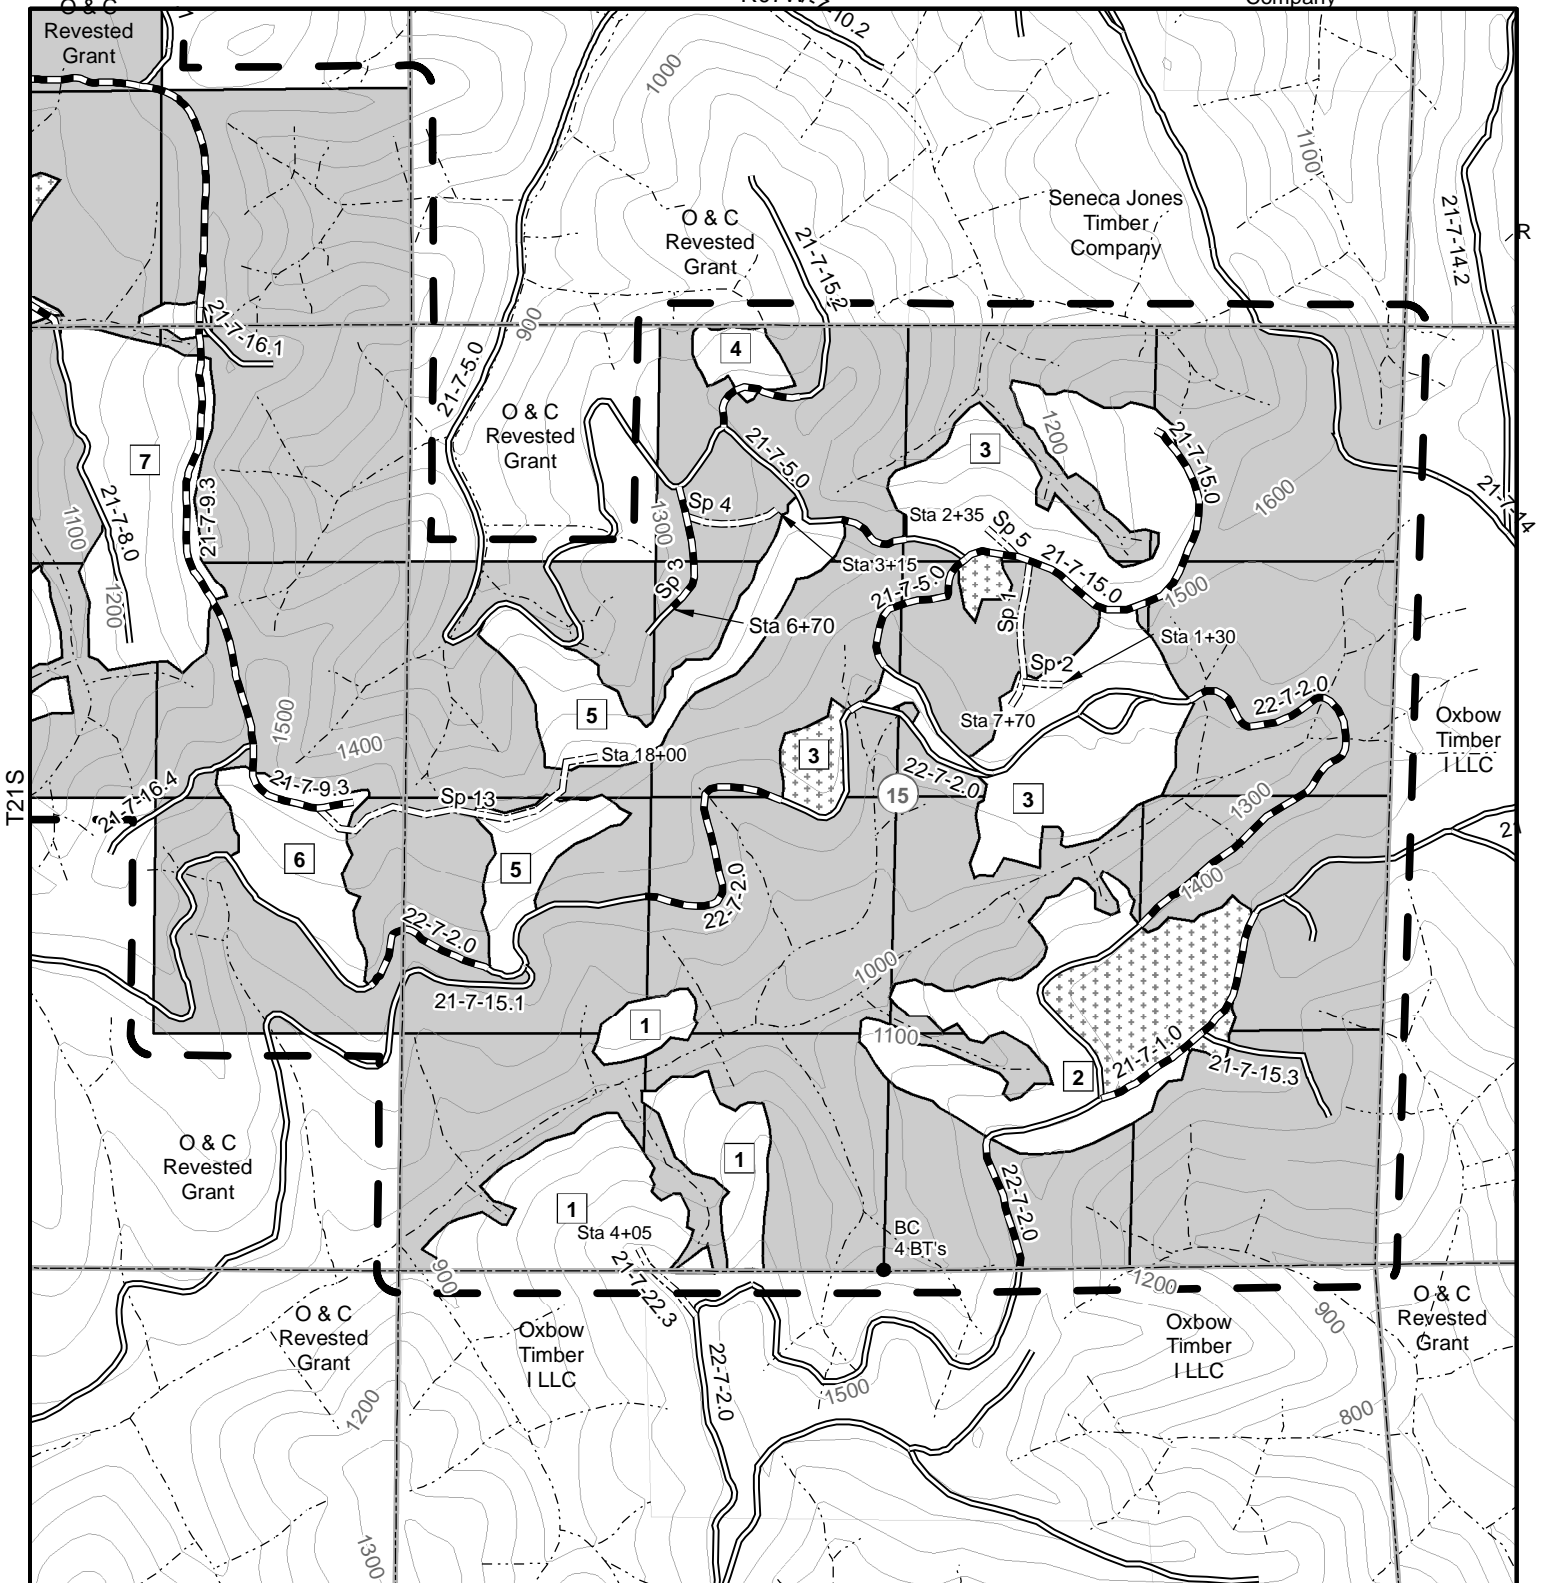 O & C
Revested
Grant
10.2
Company
1000
1100
Seneca Jones
Timber
Company
O & C
Revested
Grant
21-7-15.2
21-7-14.2
R
21-7-16.1
900
21-7-5.0
4
O & C
Revested
Grant
7
21-7-5.0
3
1200
21-7-15.0
1600
21-7-14
1100
21-7-8.0
21-7-9.3
1300
Sp 4
Sta 2+35
Sp 5
Sta 3+15
21-7-15.0
21-7-5.0
1200
Sp 3
Sp 1
1500
Sta 6+70
Sta 1+30
Sp 2
1500
1400
5
Sta 7+70
22-7-2.0
Oxbow
Timber
I LLC
T21S
Sta 18+00
3
22-7-2.0
15
3
1300
21-7-16.4
21-7-9.3
Sp 13
21
6
5
22-7-2.0
1400
22-7-2.0
1000
21-7-15.1
1
1100
2
21-7-1.0
21-7-15.3
O & C
Revested
Grant
1
1
Sta 4+05
22-7-2.0
BC
4 BT's
900
21-7-22.3
1200
O & C
Revested
Grant
Oxbow
Timber
I LLC
Oxbow
Timber
I LLC
900
O & C
Revested
Grant
22-7-2.0
1500
1200
800
1300